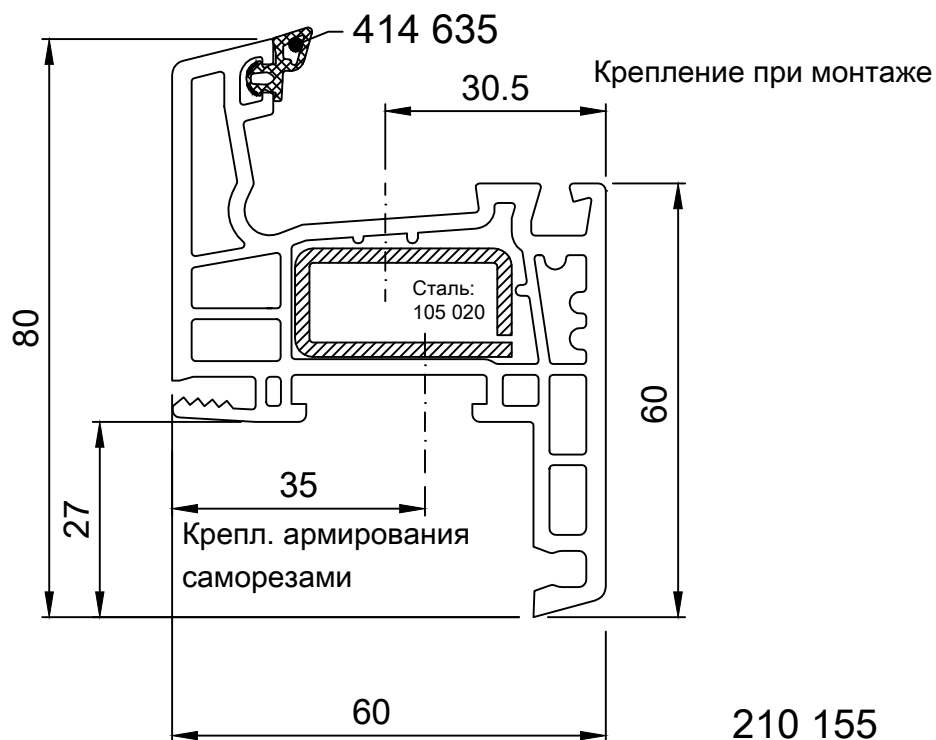 414 635
Крепление при монтаже
30.5
Сталь:
105 020
80
60
27
35
Крепл. армирования
саморезами
60
210 155